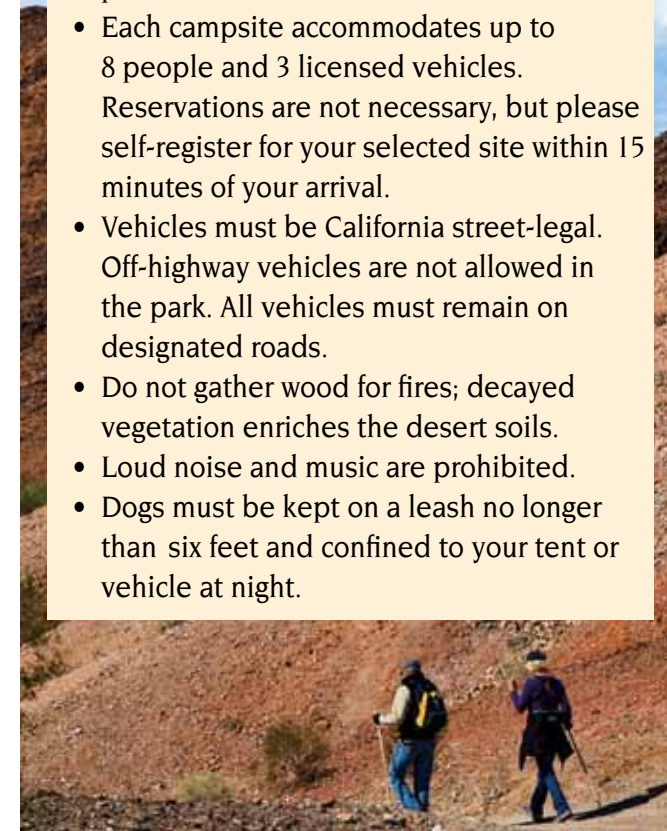 • Each campsite accommodates up to
8 people and 3 licensed vehicles.
Reservations are not necessary, but please
self-register for your selected site within 15
minutes of your arrival.
• Vehicles must be California street-legal.
Off-highway vehicles are not allowed in
the park. All vehicles must remain on
designated roads.
• Do not gather wood for fires; decayed
vegetation enriches the desert soils.
• Loud noise and music are prohibited.
• Dogs must be kept on a leash no longer
than six feet and confined to your tent or
vehicle at night.